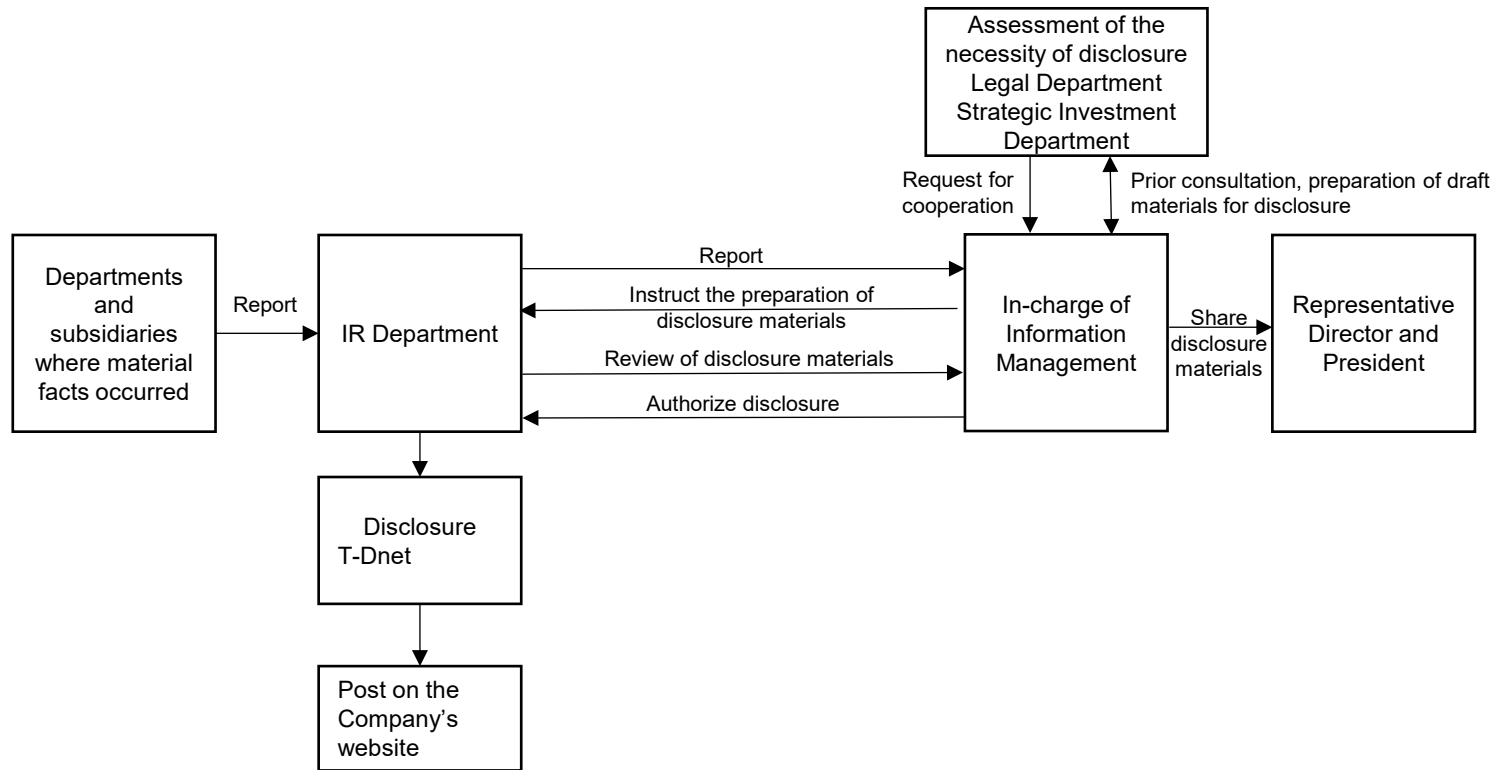 Assessment of the
necessity of disclosure
Legal Department
Strategic Investment
Department
Request for
cooperation
Prior consultation, preparation of draft
materials for disclosure
Departments
and
subsidiaries
where material
facts occurred
Report
IR Department
Report
Instruct the preparation of
disclosure materials
Review of disclosure materials
Authorize disclosure
In-charge of
Information
Management
Share
disclosure
materials
Representative
Director and
President
Disclosure
T-Dnet
Post on the
Company’s
website